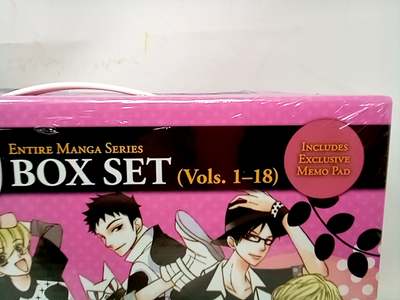 ENTIRE MANGA SERIES
BOX SET (Vols. 1–18)
INCLUDES
EXCLUSIVE
MEMO PAD